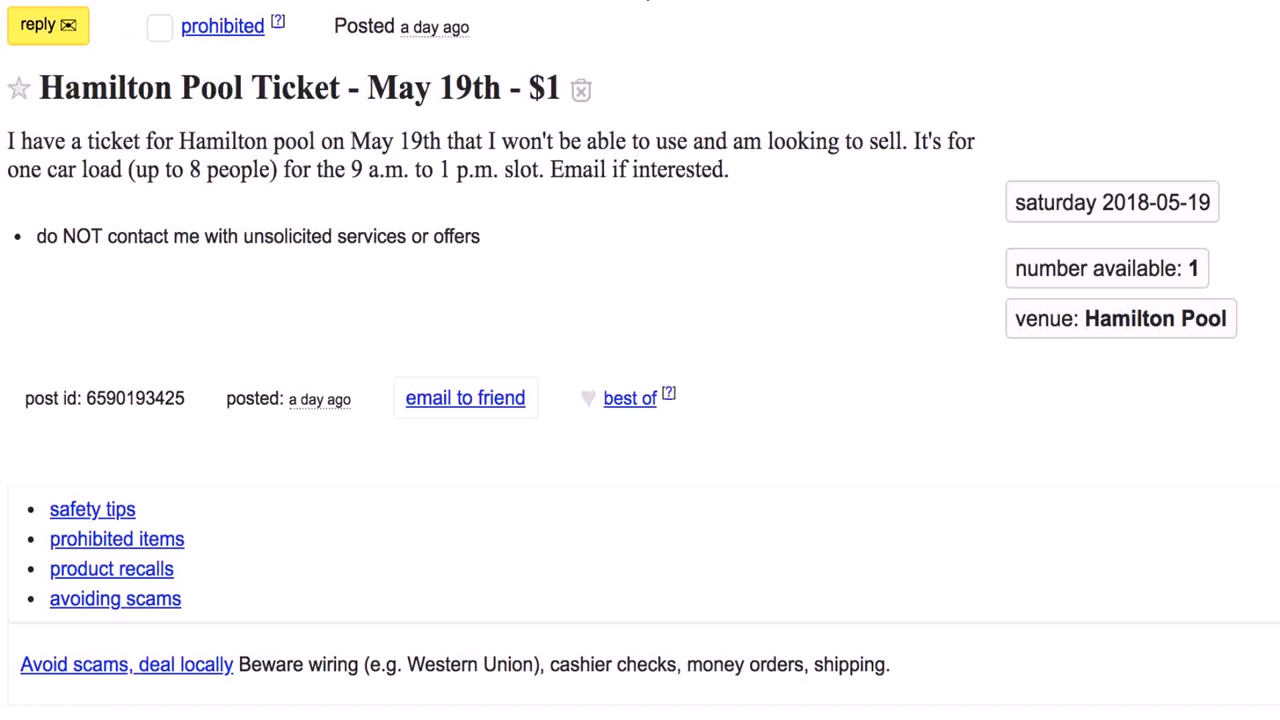 reply
prohibited [?] Posted a day ago
Hamilton Pool Ticket - May 19th - $1
I have a ticket for Hamilton pool on May 19th that I won't be able to use and am looking to sell. It's for
one car load (up to 8 people) for the 9 a.m. to 1 p.m. slot. Email if interested.
saturday 2018-05-19
• do NOT contact me with unsolicited services or offers
number available: 1
venue: Hamilton Pool
post id: 6590193425 posted: a day ago email to friend best of [?]
• safety tips
• prohibited items
• product recalls
• avoiding scams
Avoid scams, deal locally Beware wiring (e.g. Western Union), cashier checks, money orders, shipping.